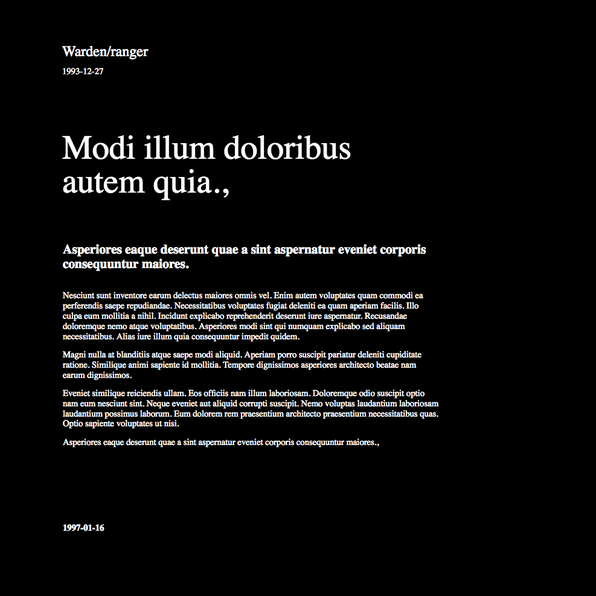 Warden/ranger
1993-12-27
Modi illum doloribus
autem quia.,
Asperiores eaque deserunt quae a sint aspernatur eveniet corporis
consequuntur maiores.
Nesciunt sunt inventore earum delectus maiores omnis vel. Enim autem voluptates quam commodi ea
perferendis saepe repudiandae. Necessitatibus voluptates fugiat deleniti ea quam aperiam facilis. Illo
culpa eum mollitia a nihil. Incidunt explicabo reprehenderit deserunt iure aspernatur. Recusandae
doloremque nemo atque voluptatibus. Asperiores modi sint qui numquam explicabo sed aliquam
necessitatibus. Alias iure illum quia consequuntur impedit quidem.
Magni nulla at blanditiis atque saepe modi aliquid. Aperiam porro suscipit pariatur deleniti cupiditate
ratione. Similique animi sapiente id mollitia. Tempore dignissimos asperiores architecto beatae nam
earum dignissimos.
Eveniet similique reiciendis ullam. Eos officiis nam illum laboriosam. Doloremque odio suscipit optio
nam eum nesciunt sint. Neque eveniet aut aliquid corrupti suscipit. Nemo voluptas laudantium laboriosam
laudantium possimus laborum. Eum dolorem rem praesentium architecto praesentium necessitatibus quas.
Optio sapiente voluptates ut nisi.
Asperiores eaque deserunt quae a sint aspernatur eveniet corporis consequuntur maiores.,
1997-01-16